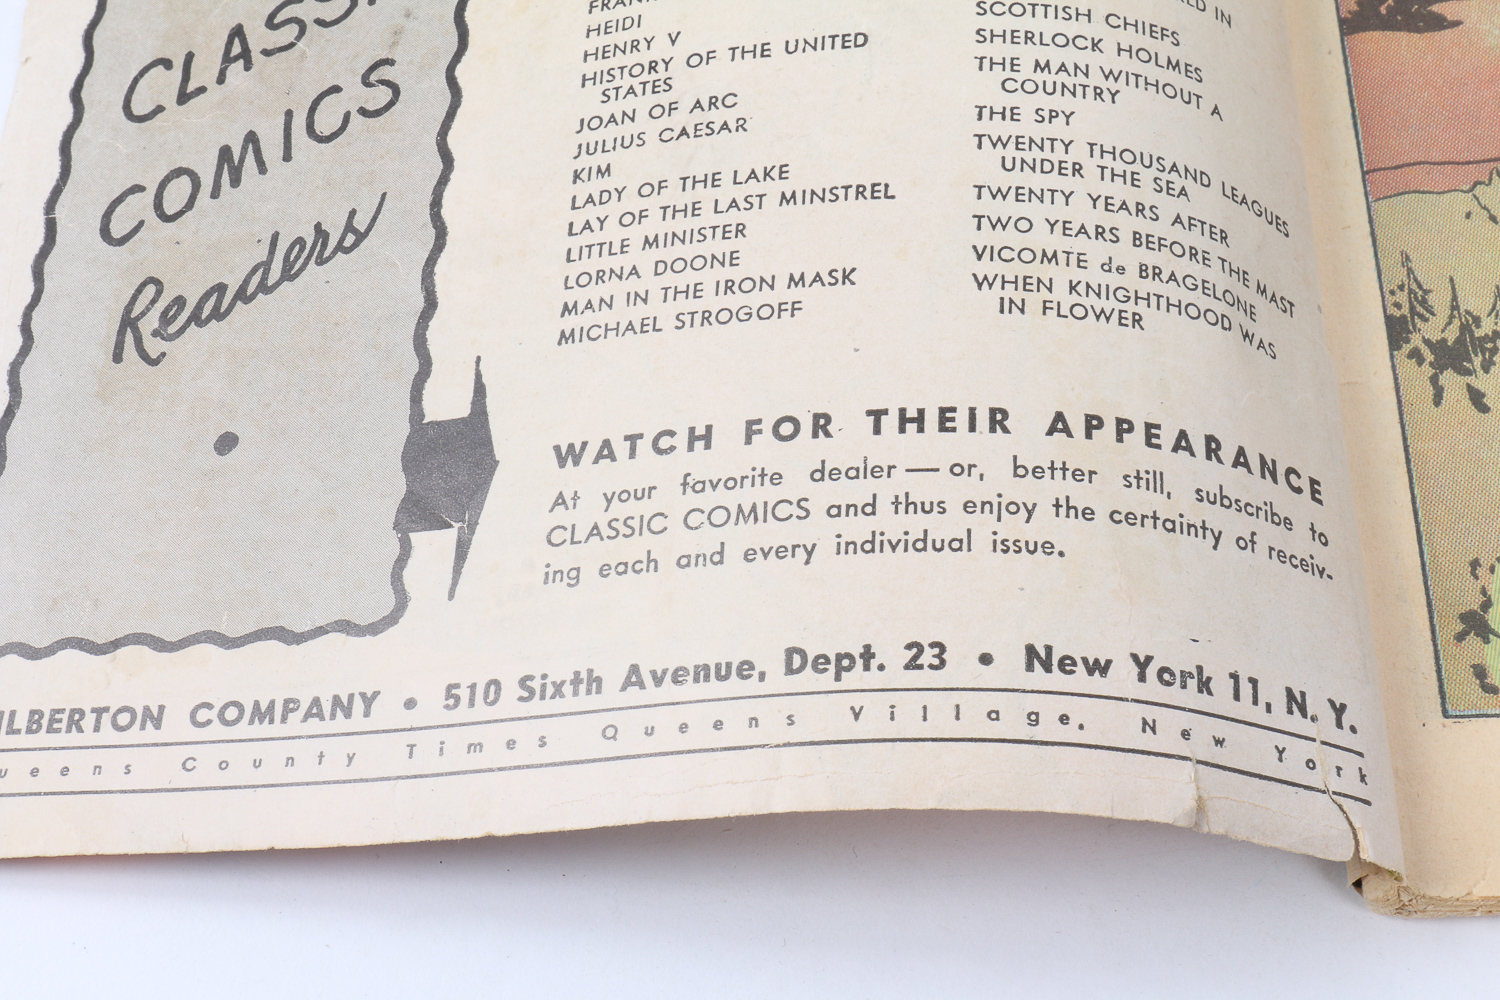 CLASSIC
COMICS
Readers
HEIDI
HENRY V
HISTORY OF THE UNITED
STATES
JOAN OF ARC
JULIUS CAESAR
KIM
LADY OF THE LAKE
LAY OF THE LAST MINSTREL
LITTLE MINISTER
LORNA DOONE
MAN IN THE IRON MASK
MICHAEL STROGOFF
IN
SCOTTISH CHIEFS
SHERLOCK HOLMES
THE MAN WITHOUT A
COUNTRY
THE SPY
TWENTY THOUSAND LEAGUES
UNDER THE SEA
TWENTY YEARS AFTER
TWO YEARS BEFORE THE MAST
VICOMTE de BRAGELONE
WHEN KNIGHTHOOD WAS
IN FLOWER
WATCH FOR THEIR APPEARANCE
At your favorite dealer — or, better still, subscribe to
CLASSIC COMICS and thus enjoy the certainty of receiv-
ing each and every individual issue.
ILBERTON COMPANY • 510 Sixth Avenue, Dept. 23 • New York 11, N. Y.
ueens County Times Queens Village, New York